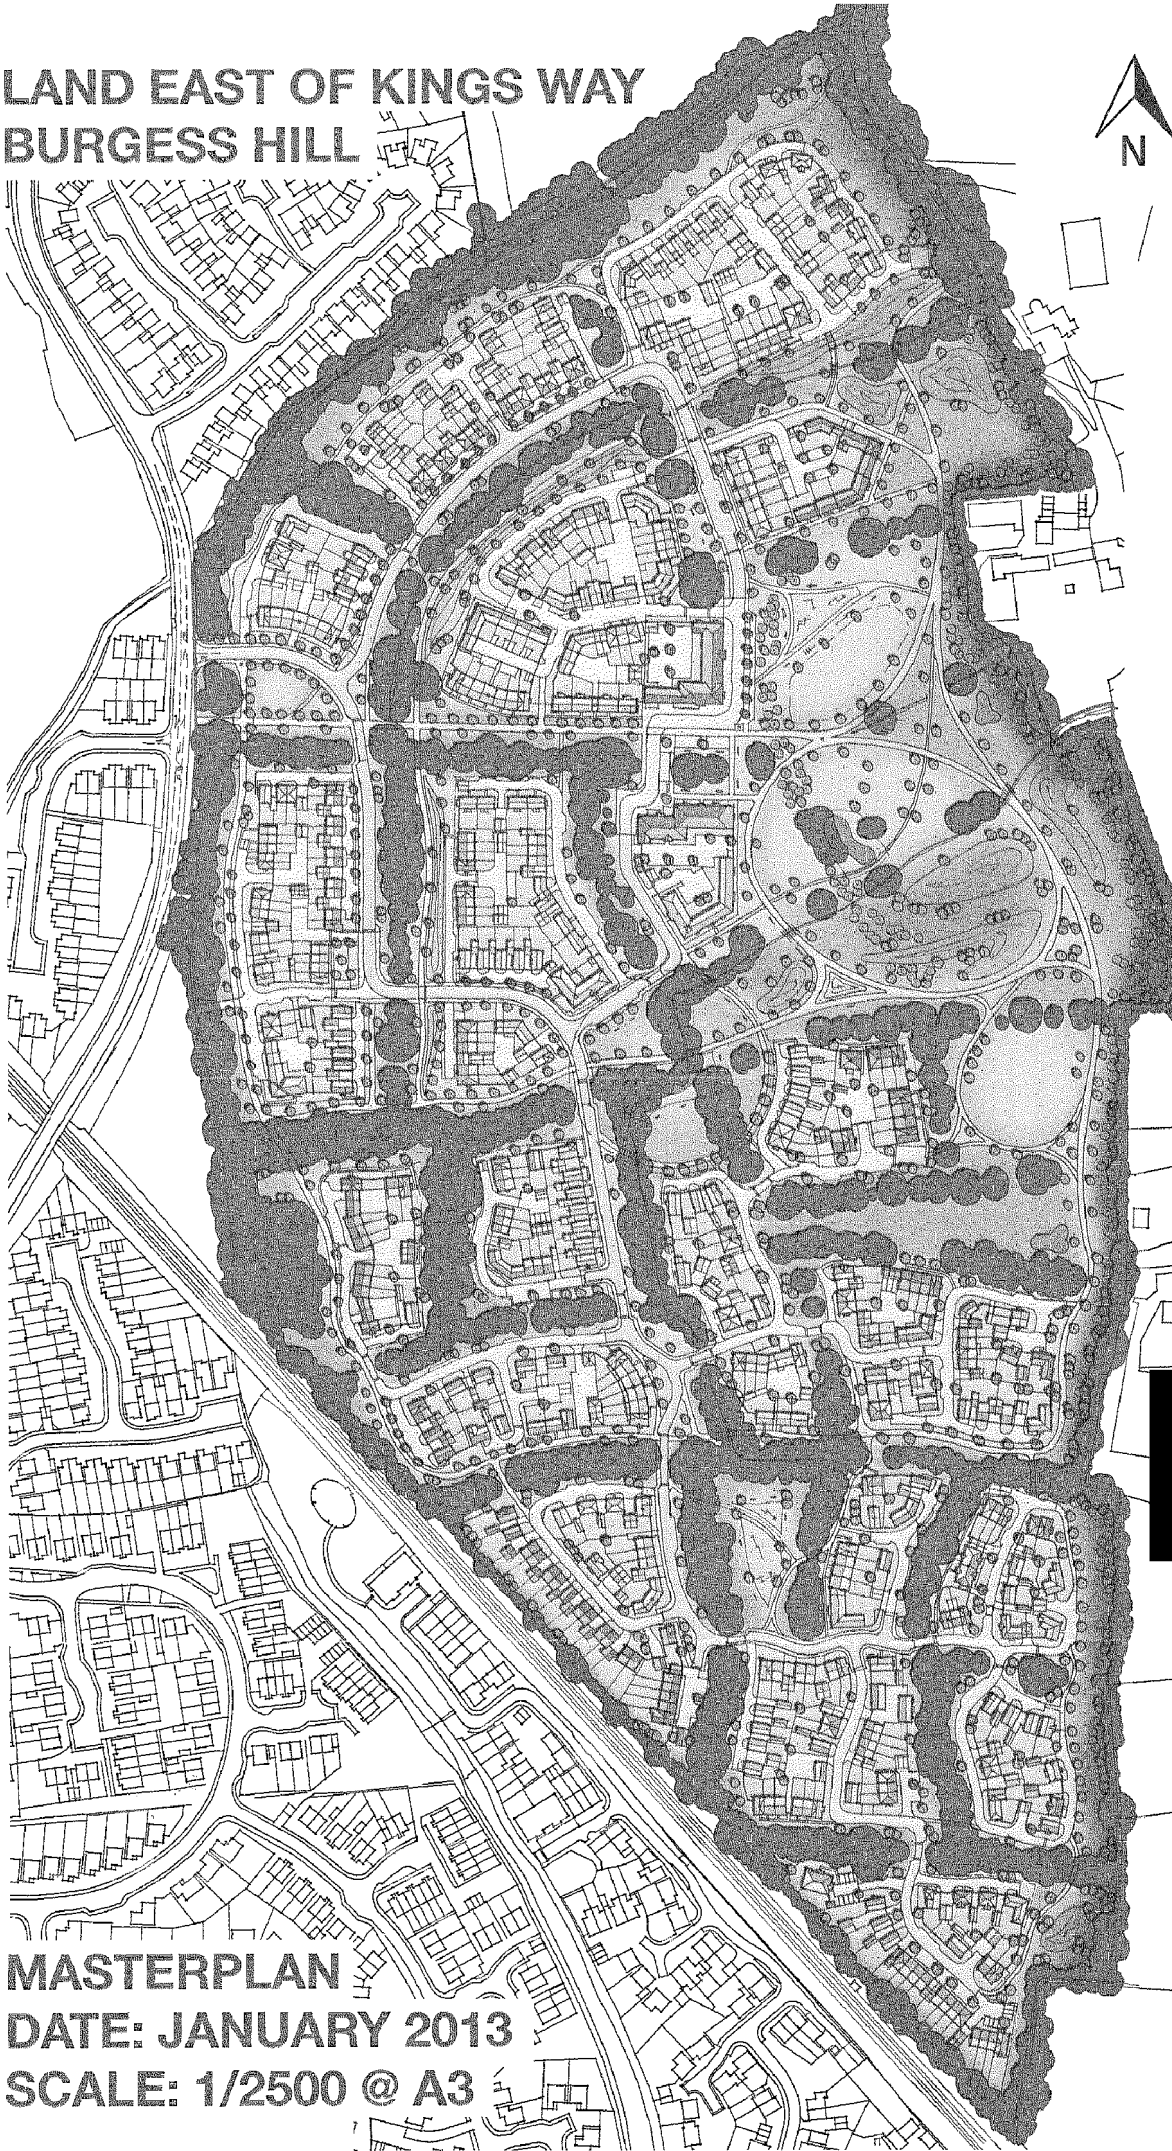 LAND EAST OF KINGS WAY
BURGESS HILL
N
MASTERPLAN
DATE: JANUARY 2013
SCALE: 1/2500 @ A3